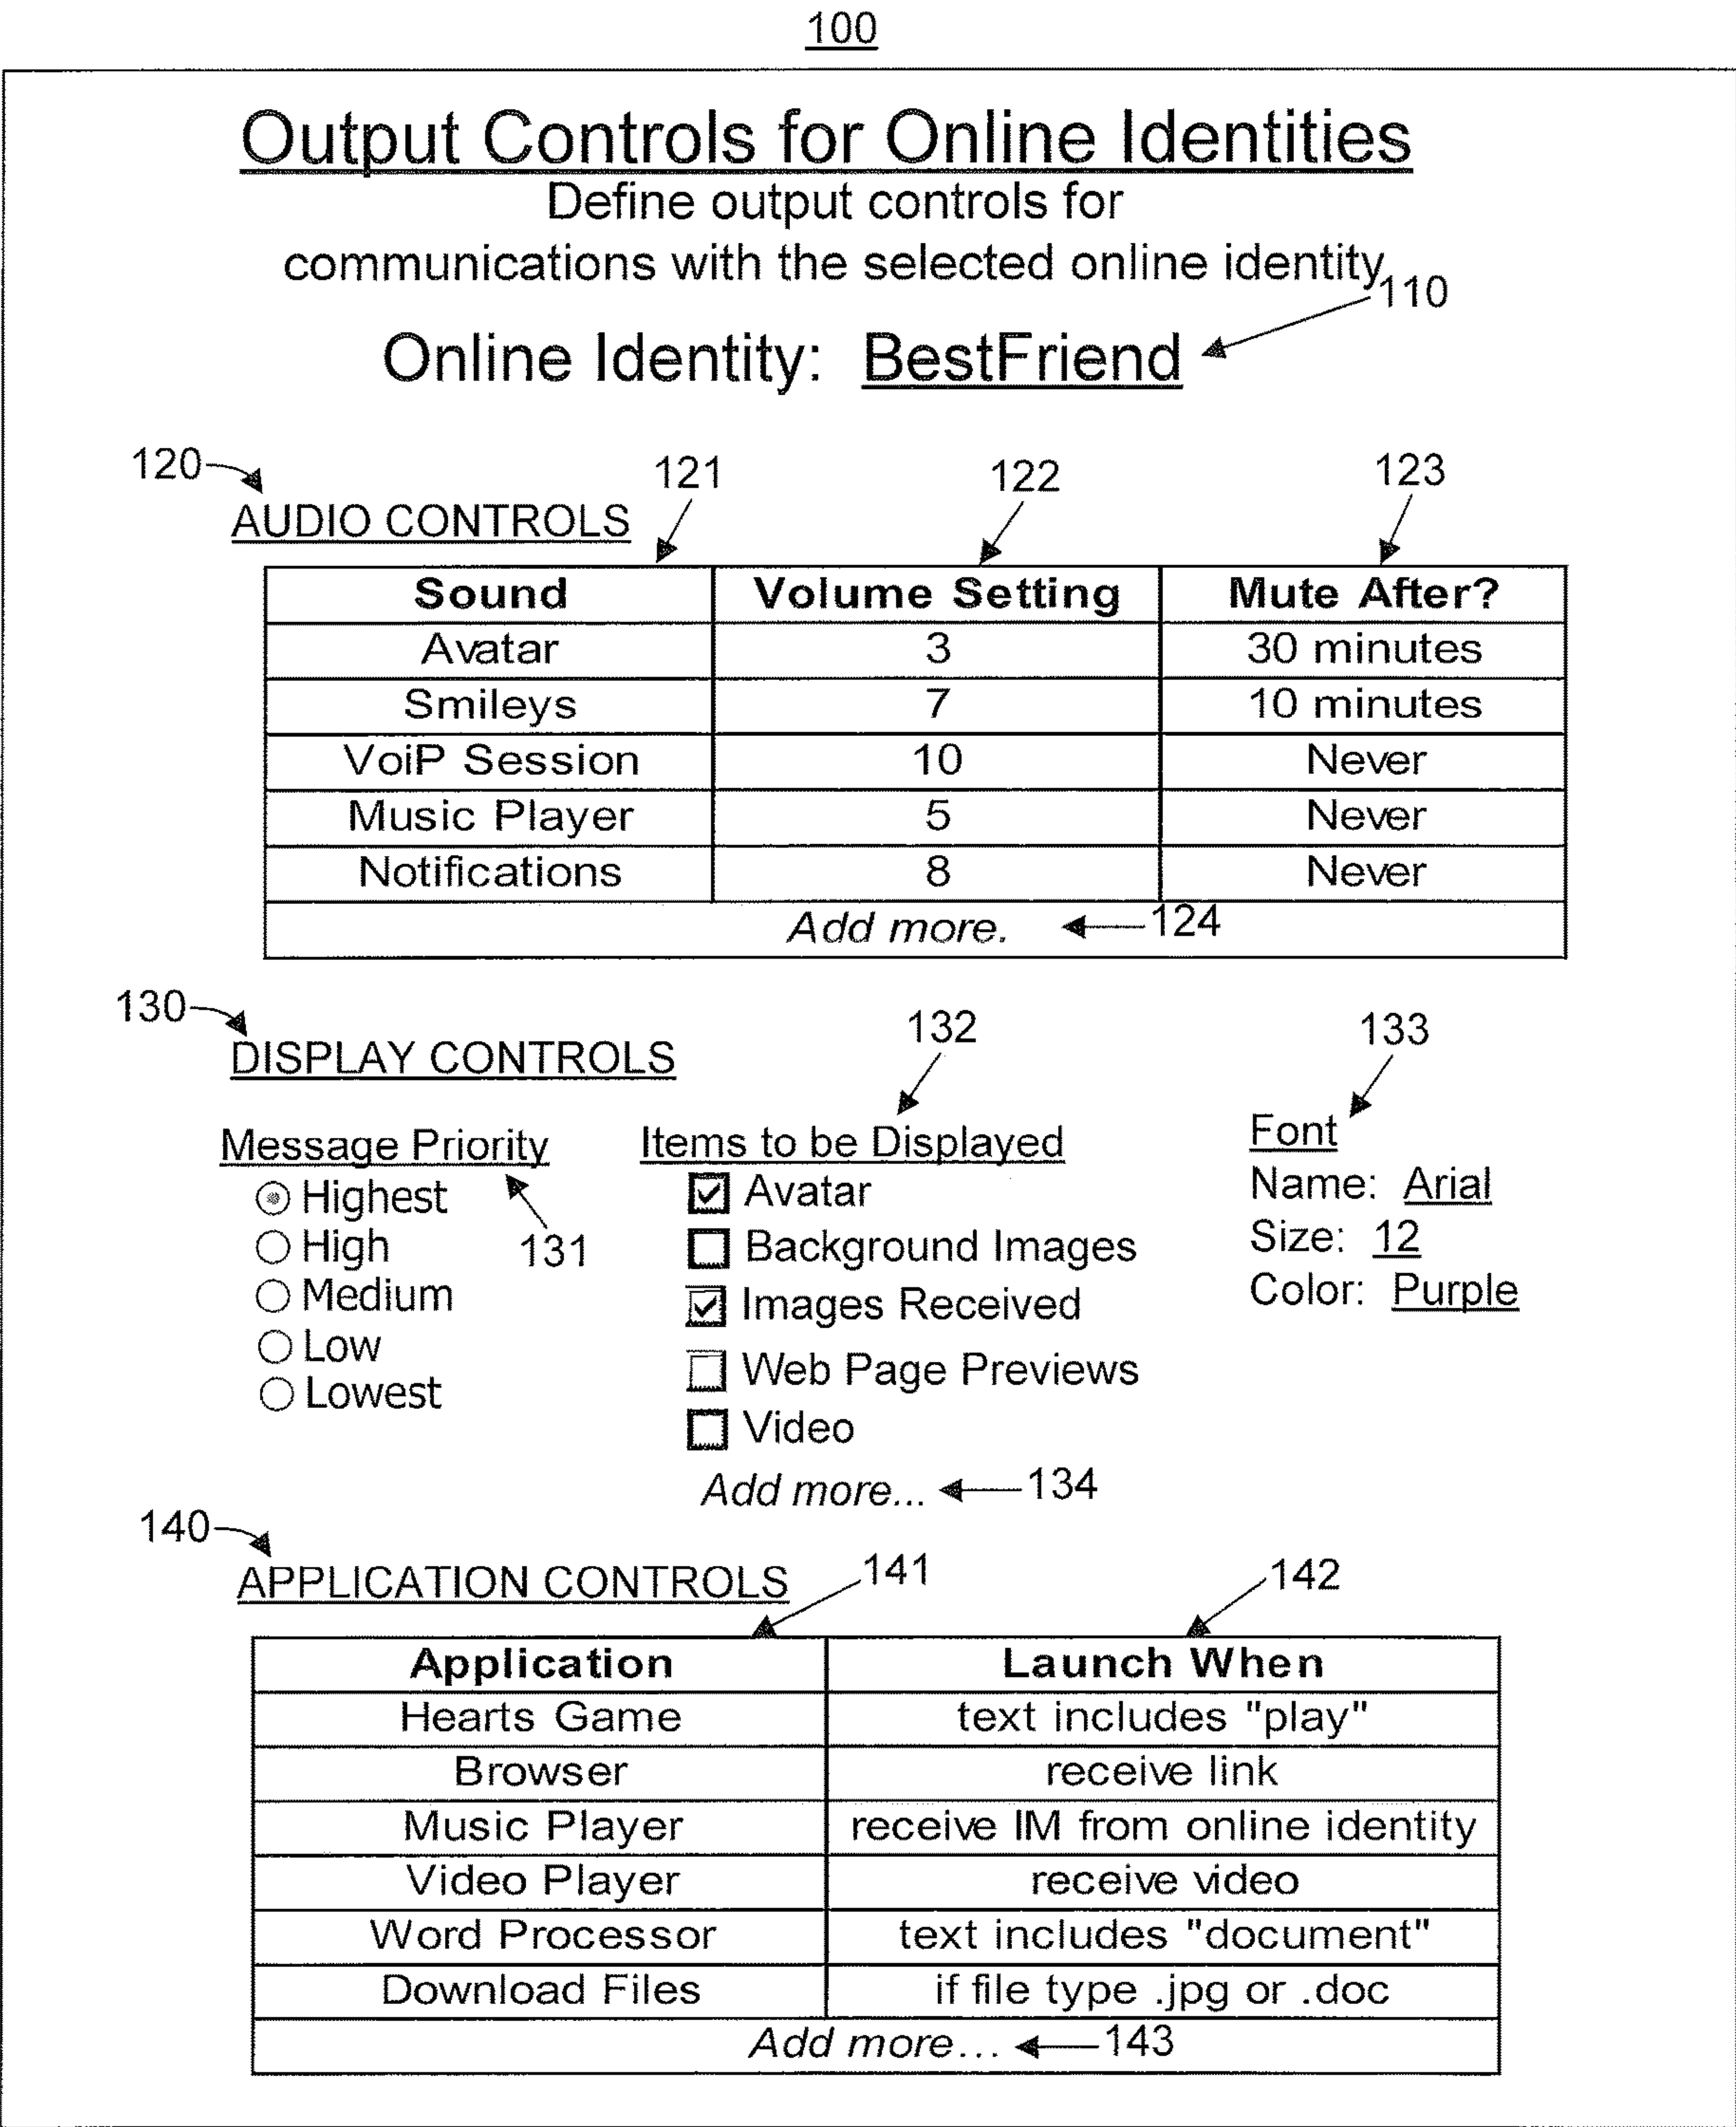 100
Output Controls for Online Identities
Define output controls for
communications with the selected online identity
110
Online Identity: BestFriend
120
121
122
123
AUDIO CONTROLS
Sound Volume Setting Mute After?
Avatar 3 30 minutes
Smileys 7 10 minutes
VoiP Session 10 Never
Music Player 5 Never
Notifications 8 Never
Add more. 124
130
132
133
DISPLAY CONTROLS
Message Priority
Highest
High
Medium
Low
Lowest
131
Items to be Displayed
Avatar
Background Images
Images Received
Web Page Previews
Video
Add more... 134
Font
Name: Arial
Size: 12
Color: Purple
140
APPLICATION CONTROLS
141
142
Application Launch When
Hearts Game text includes "play"
Browser receive link
Music Player receive IM from online identity
Video Player receive video
Word Processor text includes "document"
Download Files if file type .jpg or .doc
Add more... 143